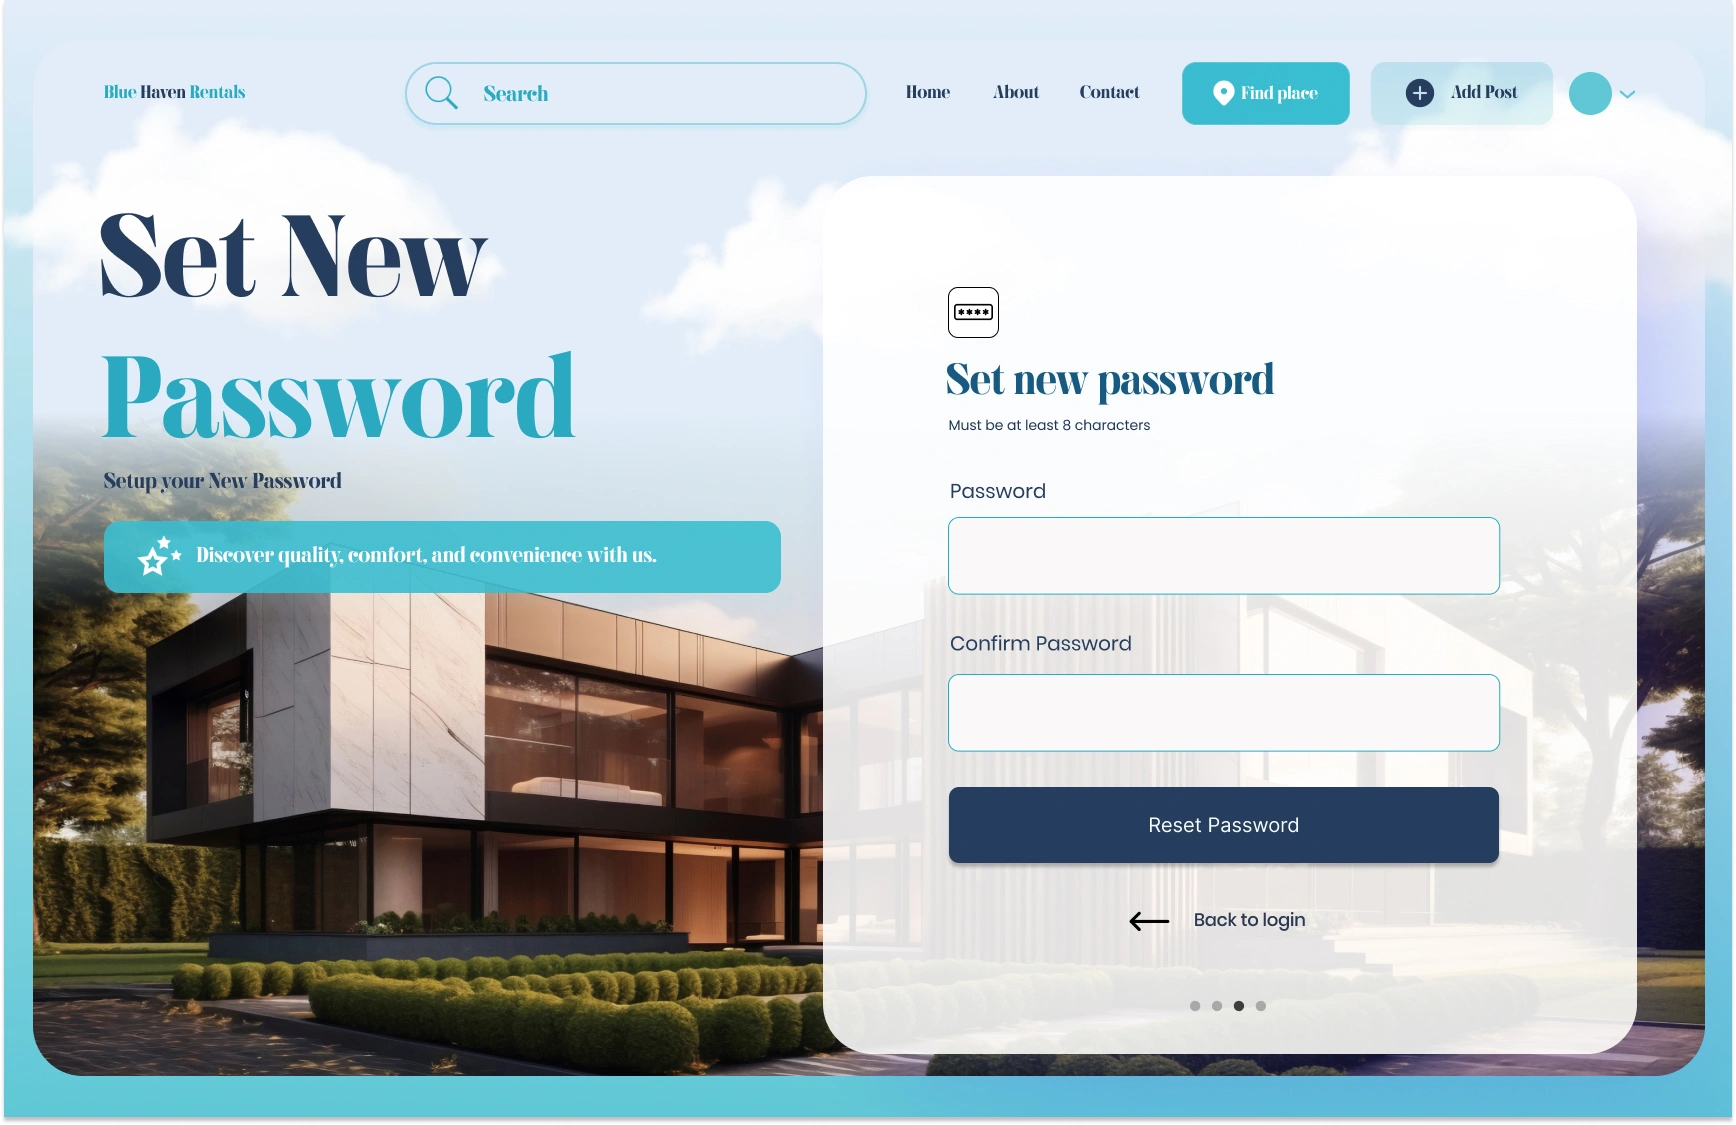 Blue Haven Rentals
Search
Home
About
Contact
Find place
Add Post
Set New
Password
Setup your New Password
Discover quality, comfort, and convenience with us.
****
Set new password
Must be at least 8 characters
Password
Confirm Password
Reset Password
Back to login